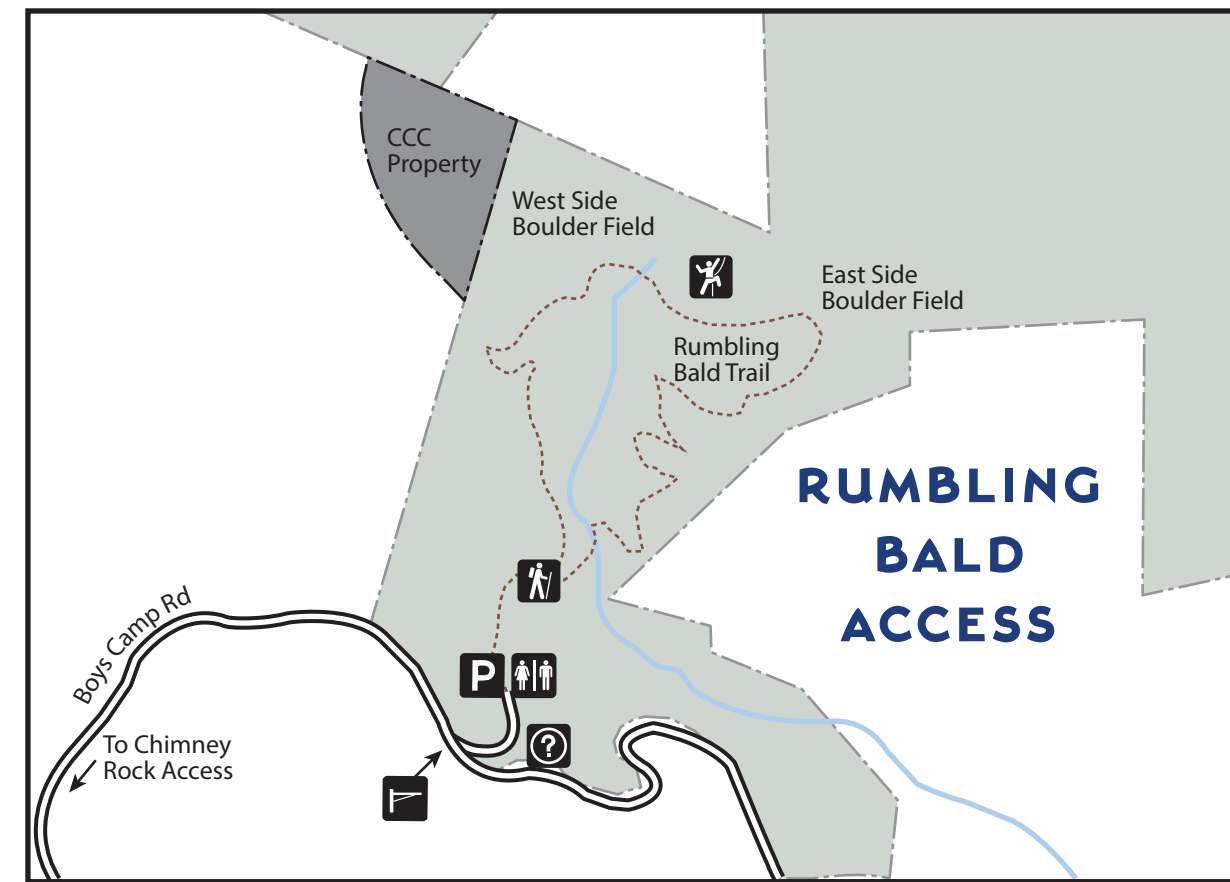 CCC
Property
West Side
Boulder Field
East Side
Boulder Field
Rumbling
Bald Trail
RUMBLING
BALD
ACCESS
Boys Camp Rd
P
?
To Chimney
Rock Access